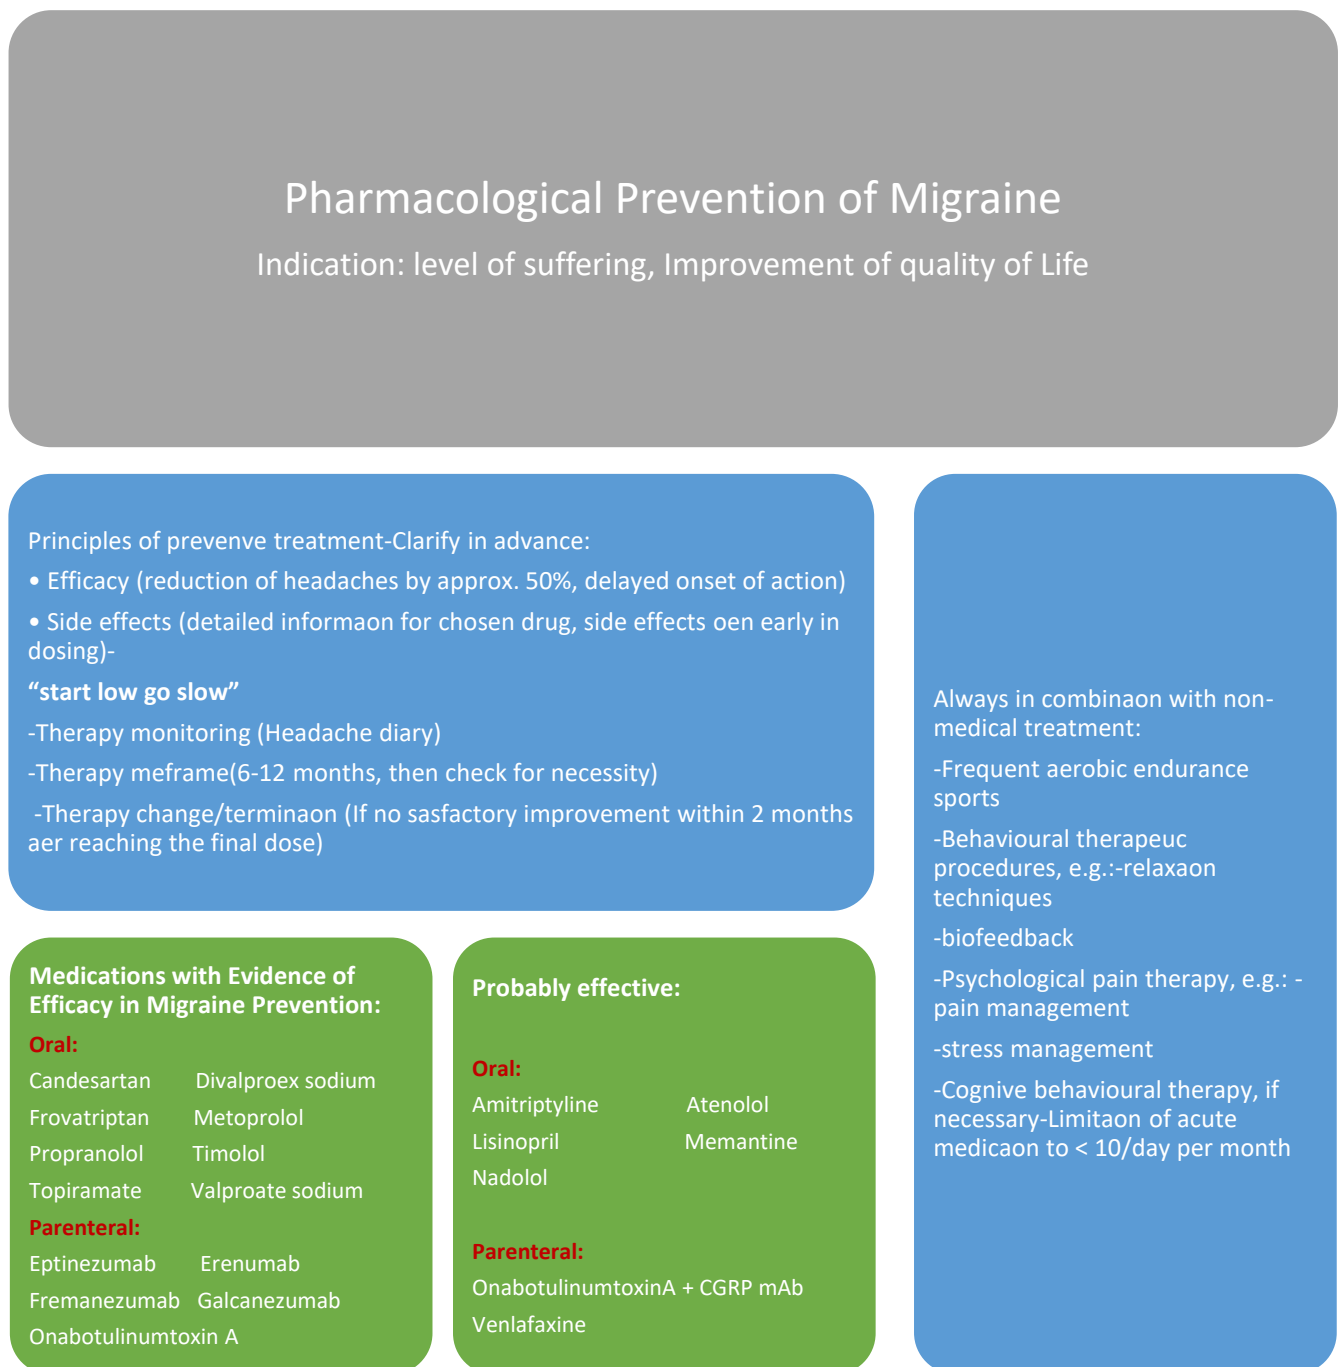 Pharmacological Prevention of Migraine
Indication: level of suffering, Improvement of quality of Life
Principles of prevenve treatment-Clarify in advance:
• Efficacy (reduction of headaches by approx. 50%, delayed onset of action)
• Side effects (detailed informaon for chosen drug, side effects oen early in
dosing)-
“start low go slow”
-Therapy monitoring (Headache diary)
-Therapy meframe(6-12 months, then check for necessity)
-Therapy change/terminaon (If no sasfactory improvement within 2 months
aer reaching the final dose)
Always in combinaon with non-
medical treatment:
-Frequent aerobic endurance
sports
-Behavioural therapeuc
procedures, e.g.:-relaxaon
techniques
-biofeedback
-Psychological pain therapy, e.g.: -
pain management
-stress management
-Cognive behavioural therapy, if
necessary-Limitaon of acute
medicaon to < 10/day per month
Medications with Evidence of
Efficacy in Migraine Prevention:
Oral:
Candesartan Divalproex sodium
Frovatriptan Metoprolol
Propranolol Timolol
Topiramate Valproate sodium
Parenteral:
Eptinezumab Erenumab
Fremanezumab Galcanezumab
Onabotulinumtoxin A
Probably effective:
Oral:
Amitriptyline Atenolol
Lisinopril Memantine
Nadolol
Parenteral:
OnabotulinumtoxinA + CGRP mAb
Venlafaxine